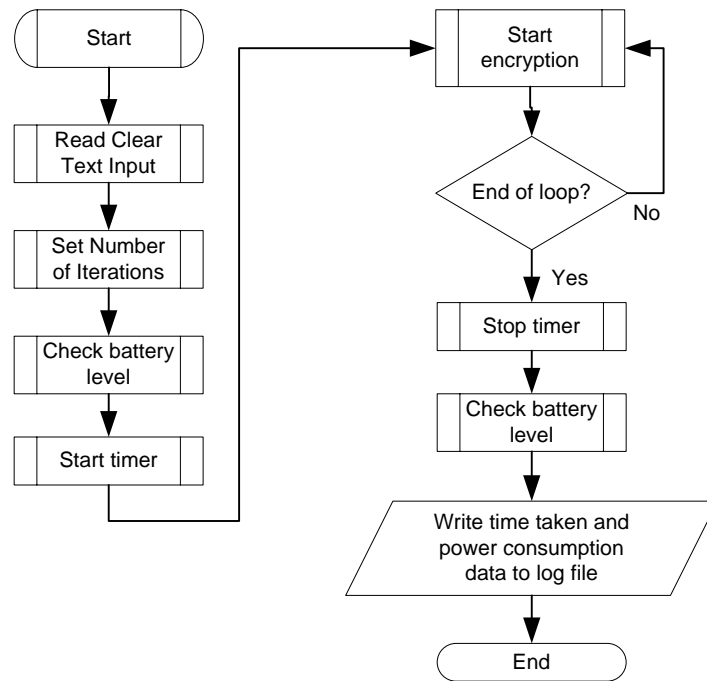 Start
Read Clear
Text Input
Set Number
of Iterations
Check battery
level
Start timer
Start
encryption
End of loop?
No
Yes
Stop timer
Check battery
level
Write time taken and
power consumption
data to log file
End